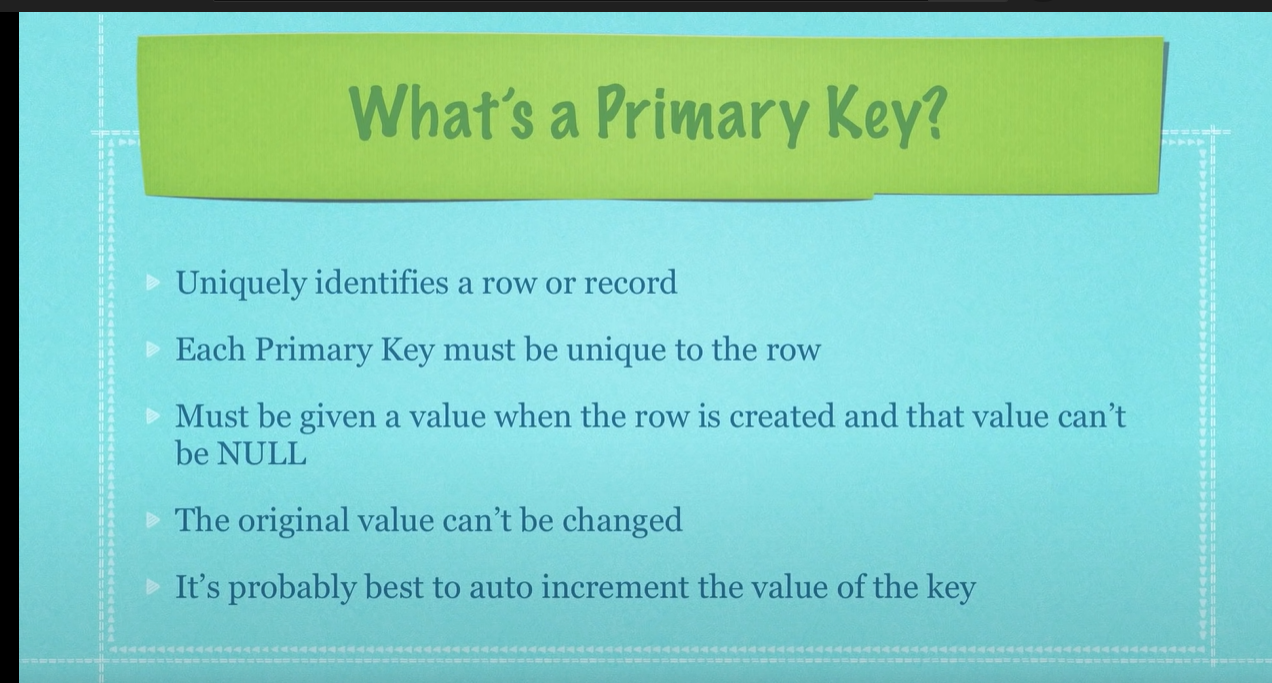 What's a Primary Key?
Uniquely identifies a row or record
Each Primary Key must be unique to the row
Must be given a value when the row is created and that value can't
be NULL
The original value can't be changed
It's probably best to auto increment the value of the key